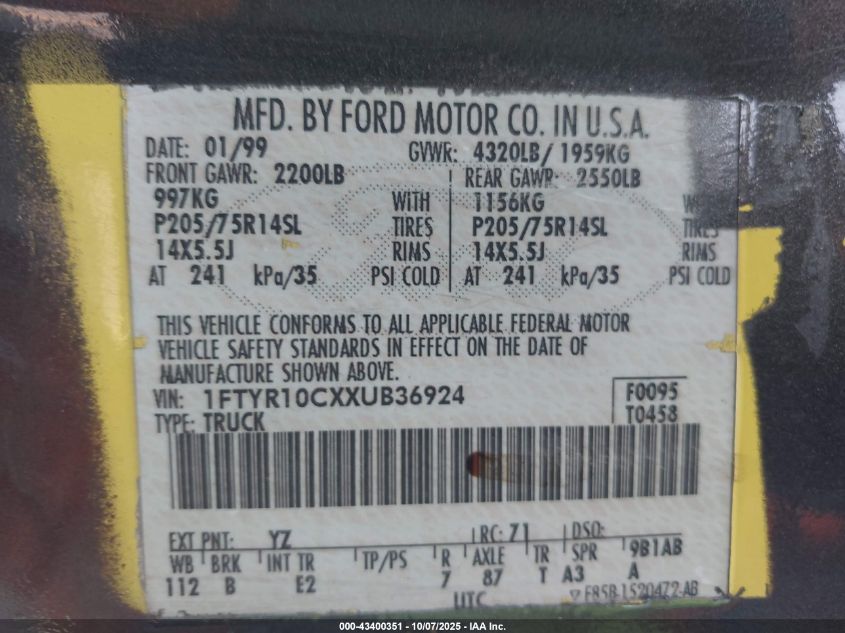 MFD. BY FORD MOTOR CO. IN U.S.A.
DATE: 01/99 GVWR: 4320LB/ 1959KG
FRONT GAWR: 2200LB REAR GAWR: 2550LB
997KG WITH 1156KG WITH
P205/75R14SL TIRES P205/75R14SL TIRES
14X5.5J RIMS 14X5.5J RIMS
AT 241 kPa/35 PSI COLD AT 241 kPa/35 PSI COLD
THIS VEHICLE CONFORMS TO ALL APPLICABLE FEDERAL MOTOR
VEHICLE SAFETY STANDARDS IN EFFECT ON THE DATE OF
MANUFACTURE SHOWN ABOVE.
VIN: 1FTYR10CXXUB36924 F0095
TYPE: TRUCK T0458
EXT PNT: YZ RC: 71 DSO:
WB BRK INT TR TP/PS R AXLE TR SPR 9B1AB
112 B E2 7 87 T A3 A
UTC F85B-1520472-AB
000-43400351 - 10/07/2025 - IAA Inc.